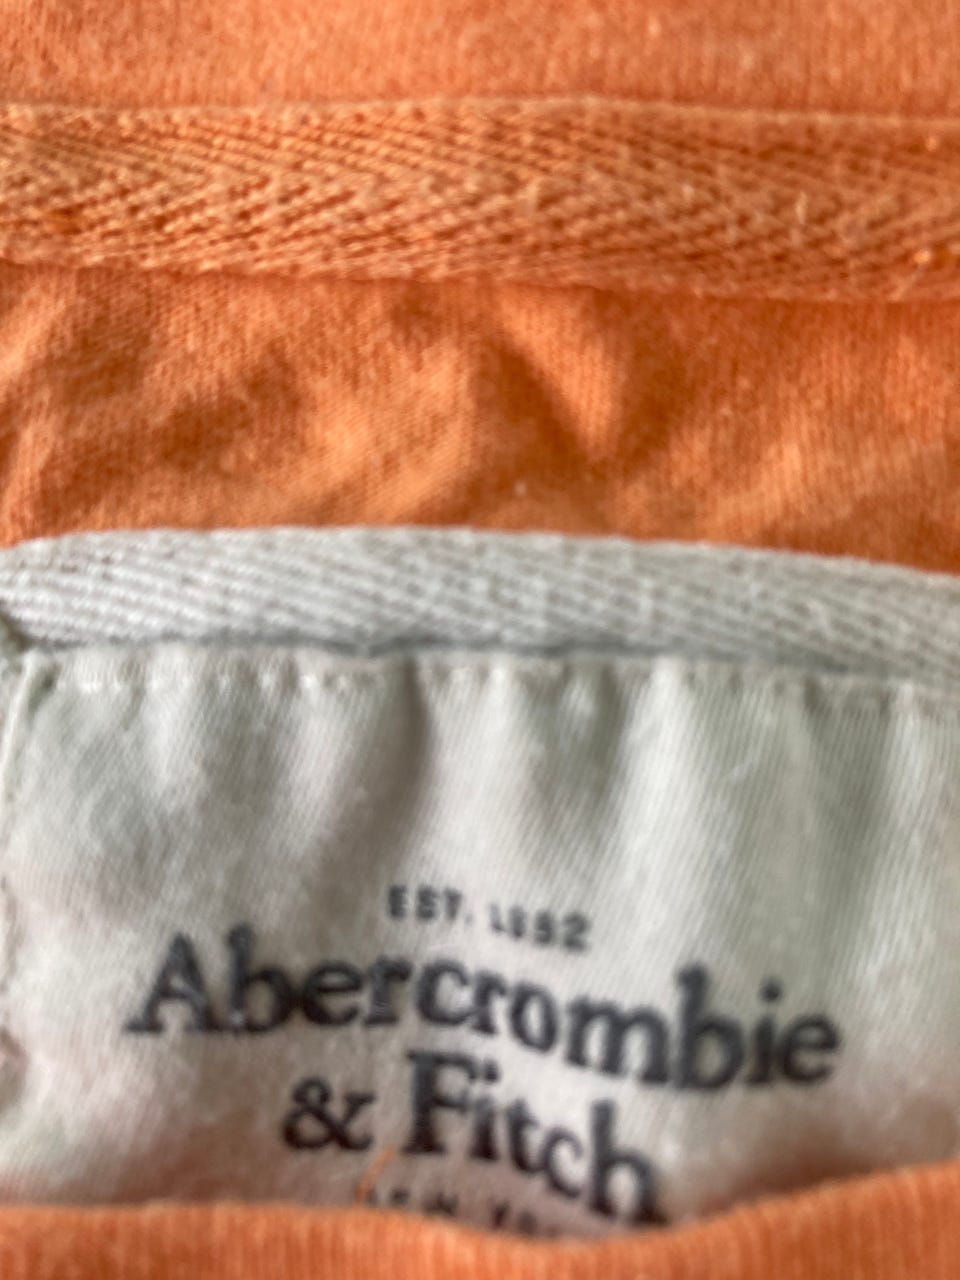 EST. 1892
Abercrombie
& Fitch